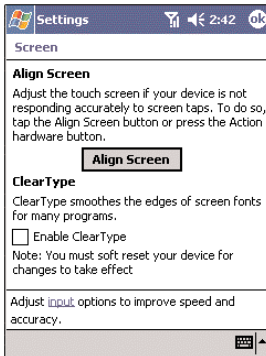 Settings 2:42 ok
Screen
Align Screen
Adjust the touch screen if your device is not
responding accurately to screen taps. To do so,
tap the Align Screen button or press the Action
hardware button.
Align Screen
ClearType
ClearType smoothes the edges of screen fonts
for many programs.
Enable ClearType
Note: You must soft reset your device for
changes to take effect
Adjust input options to improve speed and
accuracy.